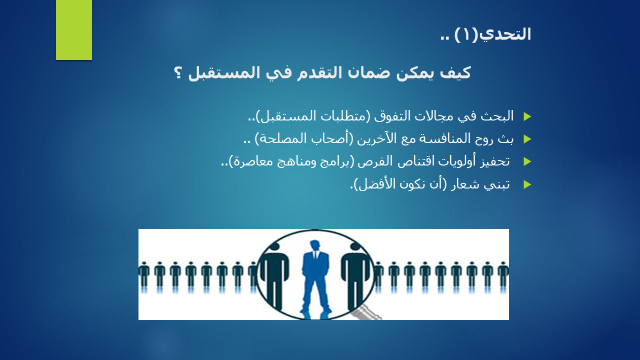 التحدي(١) ..
كيف يمكن ضمان التقدم في المستقبل ؟
البحث في مجالات التفوق (متطلبات المستقبل)..
بث روح المنافسة مع الآخرين (أصحاب المصلحة) ..
تحفيز أولويات اقتناص الفرص (برامج ومناهج معاصرة)..
تبني شعار (أن نكون الأفضل).